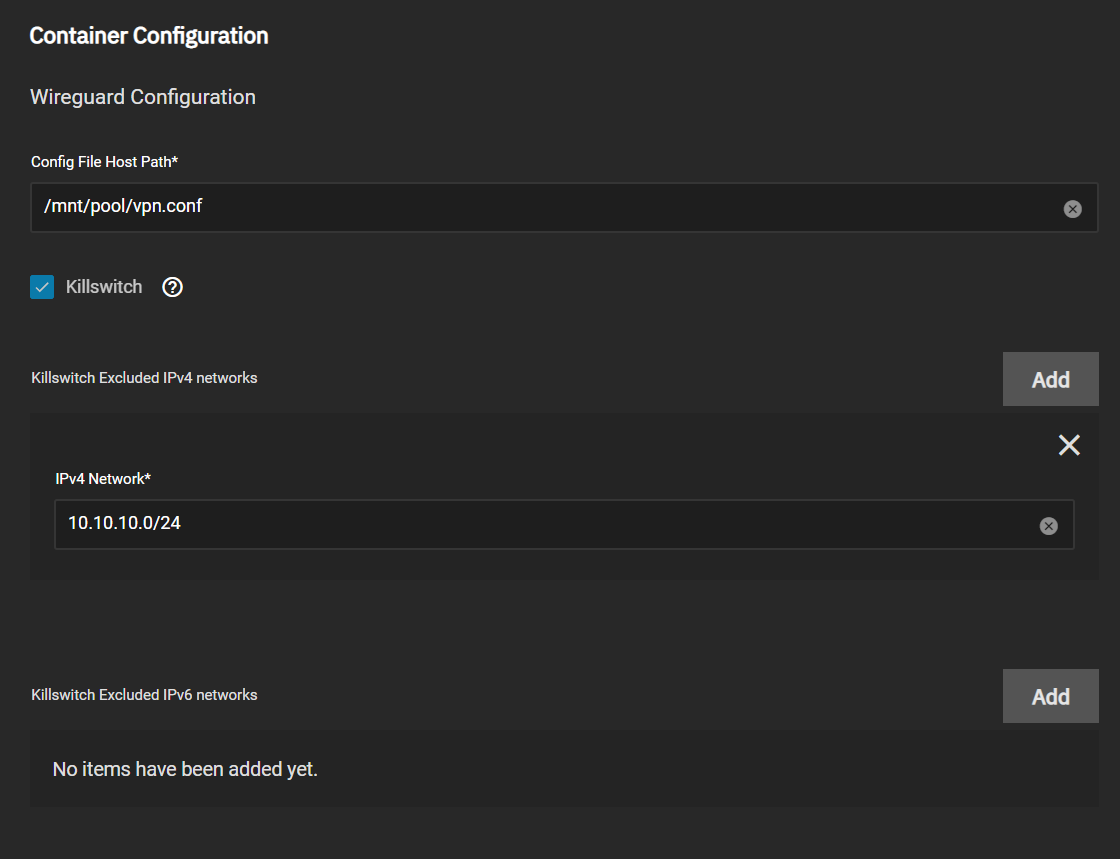 Container Configuration
Wireguard Configuration
Config File Host Path*
/mnt/pool/vpn.conf
Killswitch
Killswitch Excluded IPv4 networks
Add
IPv4 Network*
10.10.10.0/24
Killswitch Excluded IPv6 networks
Add
No items have been added yet.